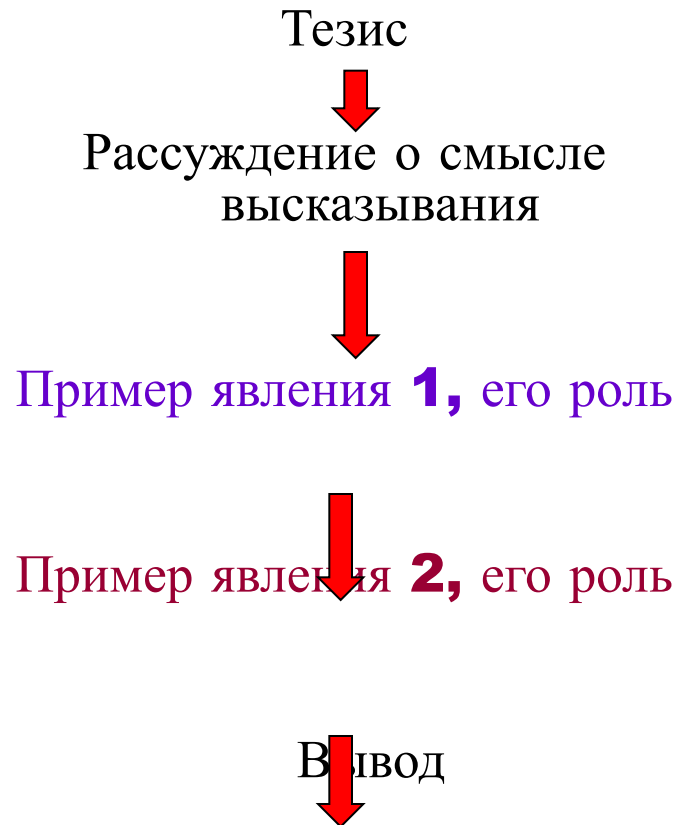 Тезис
Рассуждение о смысле
высказывания
Пример явления 1, его роль
Пример явления 2, его роль
Вывод